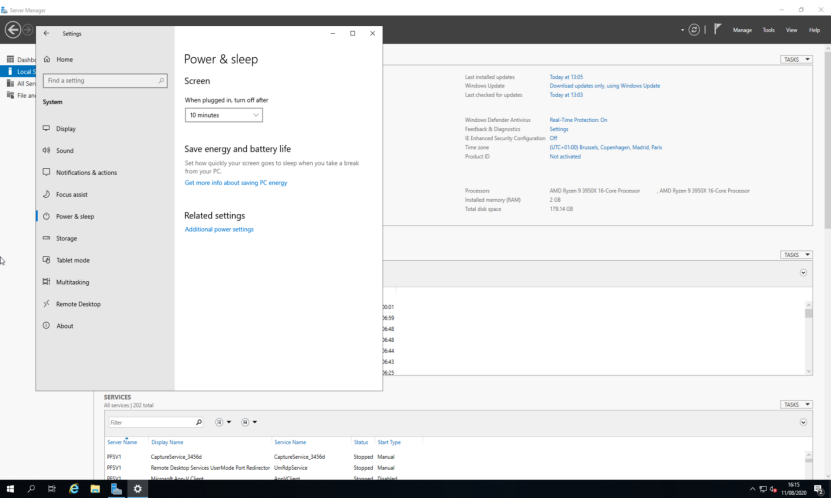 Server Manager
Manage Tools View Help
Settings
Home
Find a setting
System
Display
Sound
Notifications & actions
Focus assist
Power & sleep
Storage
Tablet mode
Multitasking
Remote Desktop
About
Power & sleep
Screen
When plugged in, turn off after
10 minutes
Save energy and battery life
Set how quickly your screen goes to sleep when you take a break
from your PC.
Get more info about saving PC energy
Related settings
Additional power settings
Dashbo
Local S
All Serv
File and
TASKS
Last installed updates Today at 13:05
Windows Update Download updates only, using Windows Update
Last checked for updates Today at 13:03
Windows Defender Antivirus Real-Time Protection: On
Feedback & Diagnostics Settings
IE Enhanced Security Configuration Off
Time zone (UTC+01:00) Brussels, Copenhagen, Madrid, Paris
Product ID Not activated
Processors AMD Ryzen 9 3950X 16-Core Processor , AMD Ryzen 9 3950X 16-Core Processor
Installed memory (RAM) 2 GB
Total disk space 179.14 GB
TASKS
00:01
06:59
06:48
06:48
06:44
06:43
06:25
SERVICES
All services | 202 total
TASKS
Filter
Server Name Display Name Service Name Status Start Type
PFSV1 CaptureService_3456d CaptureService_3456d Stopped Manual
PFSV1 Remote Desktop Services UserMode Port Redirector UmRdpService Stopped Manual
PFSV1 Microsoft App-V Client AppVClient Stopped Disabled
16:15
11/08/2020